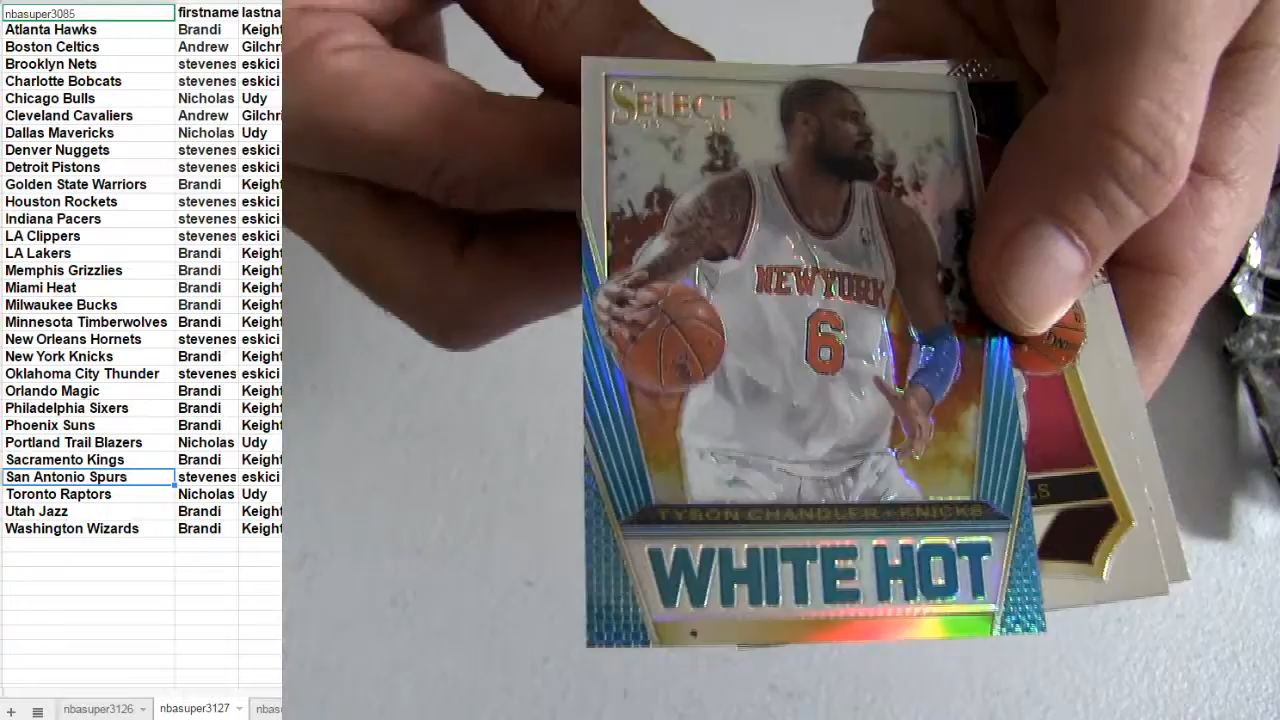 nbasuper3085 firstname lastna
Atlanta Hawks Brandi Keight
Boston Celtics Andrew Gilchri
Brooklyn Nets stevenes eskici
Charlotte Bobcats stevenes eskici
Chicago Bulls Nicholas Udy
Cleveland Cavaliers Andrew Gilchri
Dallas Mavericks Nicholas Udy
Denver Nuggets stevenes eskici
Detroit Pistons stevenes eskici
Golden State Warriors Brandi Keight
Houston Rockets stevenes eskici
Indiana Pacers stevenes eskici
LA Clippers stevenes eskici
LA Lakers Brandi Keight
Memphis Grizzlies Brandi Keight
Miami Heat Brandi Keight
Milwaukee Bucks Brandi Keight
Minnesota Timberwolves Brandi Keight
New Orleans Hornets stevenes eskici
New York Knicks Brandi Keight
Oklahoma City Thunder stevenes eskici
Orlando Magic Brandi Keight
Philadelphia Sixers Brandi Keight
Phoenix Suns Brandi Keight
Portland Trail Blazers Nicholas Udy
Sacramento Kings Brandi Keight
San Antonio Spurs stevenes eskici
Toronto Raptors Nicholas Udy
Utah Jazz Brandi Keight
Washington Wizards Brandi Keight
nbasuper3126 nbasuper3127 nbas
SELECT
NEW YORK
6
TYSON CHANDLER • KNICKS
WHITE HOT
LS